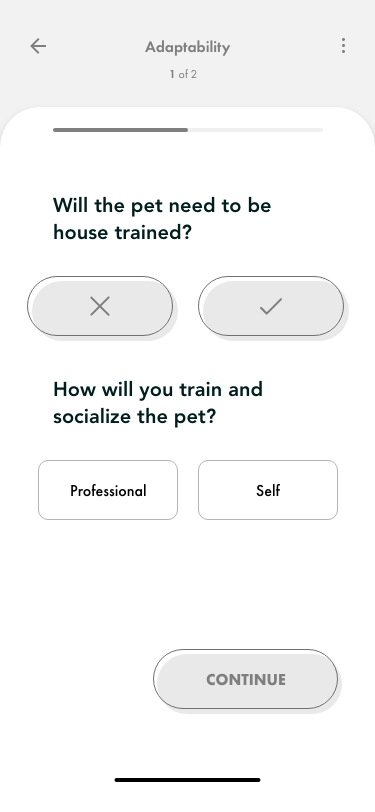 Adaptability
1 of 2
Will the pet need to be
house trained?
How will you train and
socialize the pet?
Professional
Self
CONTINUE